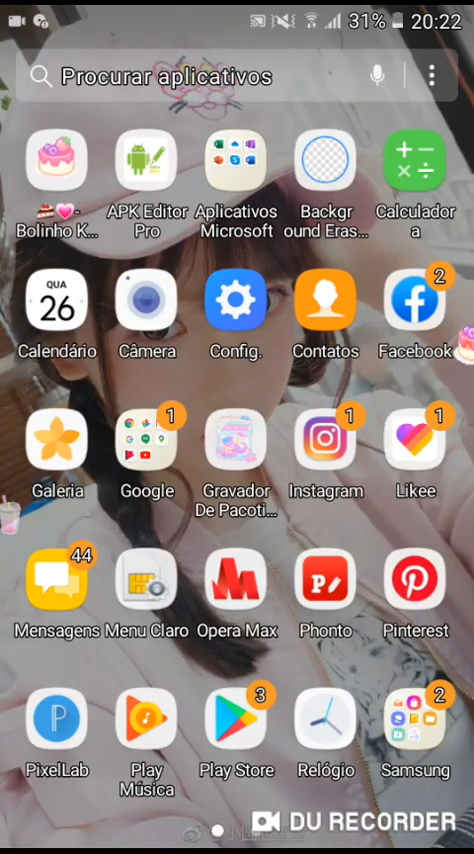 31% 20:22
Procurar aplicativos
🍰💗-
Bolinho K...
APK Editor
Pro
Aplicativos
Microsoft
Backgr
ound Eras...
Calculador
a
QUA
26
2
Calendário
Câmera
Config.
Contatos
Facebook
1
1
1
Galeria
Google
Gravador
De Pacoti...
Instagram
Likee
44
Mensagens
Menu Claro
Opera Max
Phonto
Pinterest
3
2
PixelLab
Play
Música
Play Store
Relógio
Samsung
DU RECORDER